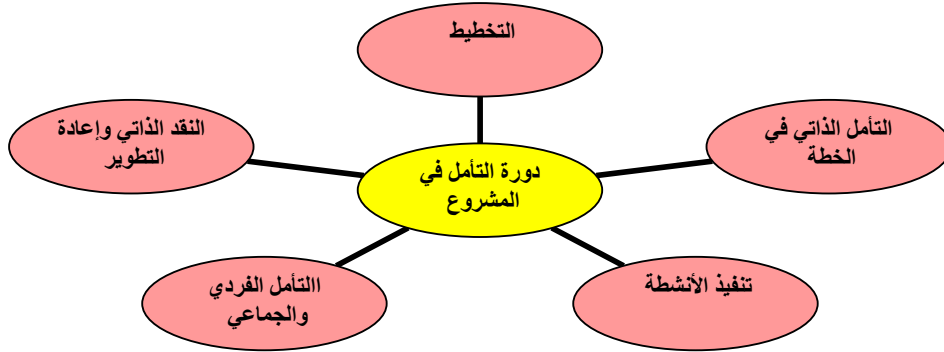 التخطيط
النقد الذاتي وإعادة
التطوير
التأمل الذاتي في
الخطة
دورة التأمل في
المشروع
االتأمل الفردي
والجماعي
تنفيذ الأنشطة